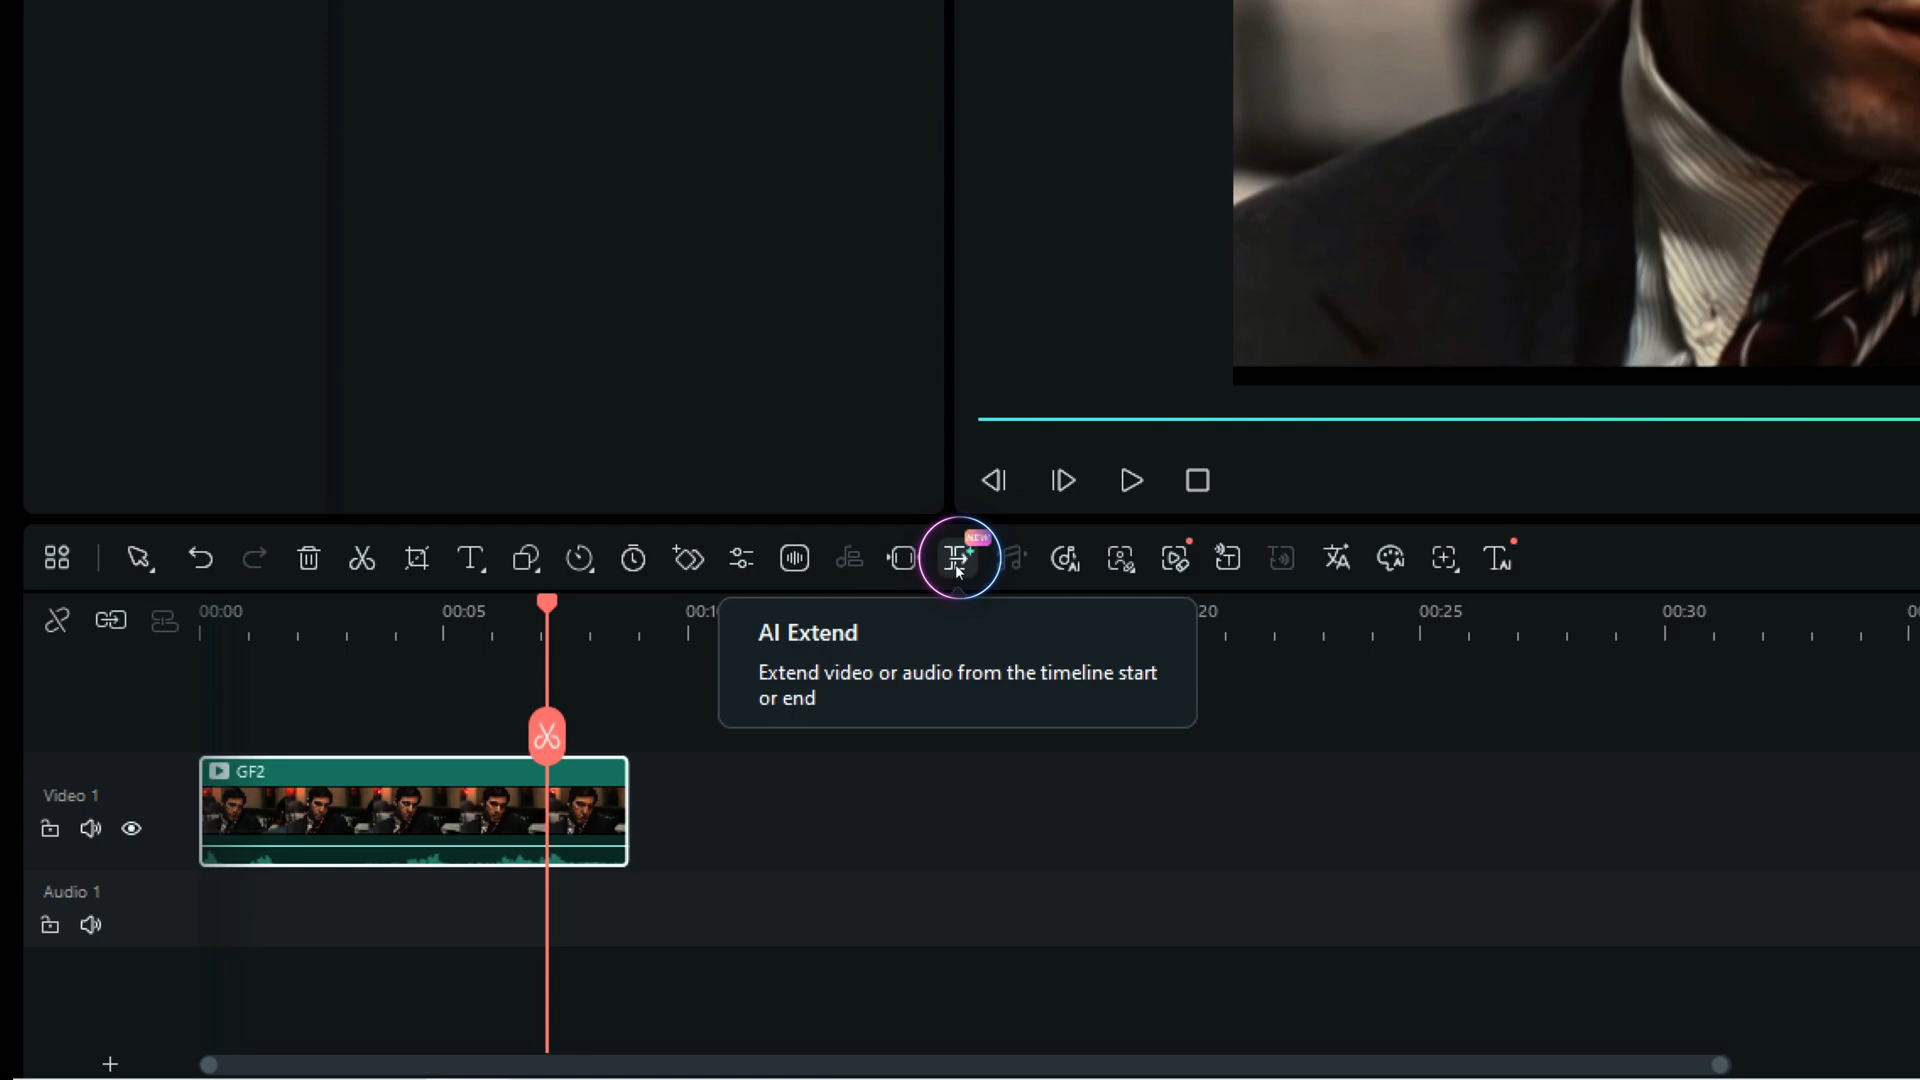 NEW
00:00
00:05
00:1
20
00:25
00:30
AI Extend
Extend video or audio from the timeline start
or end
GF2
Video 1
Audio 1